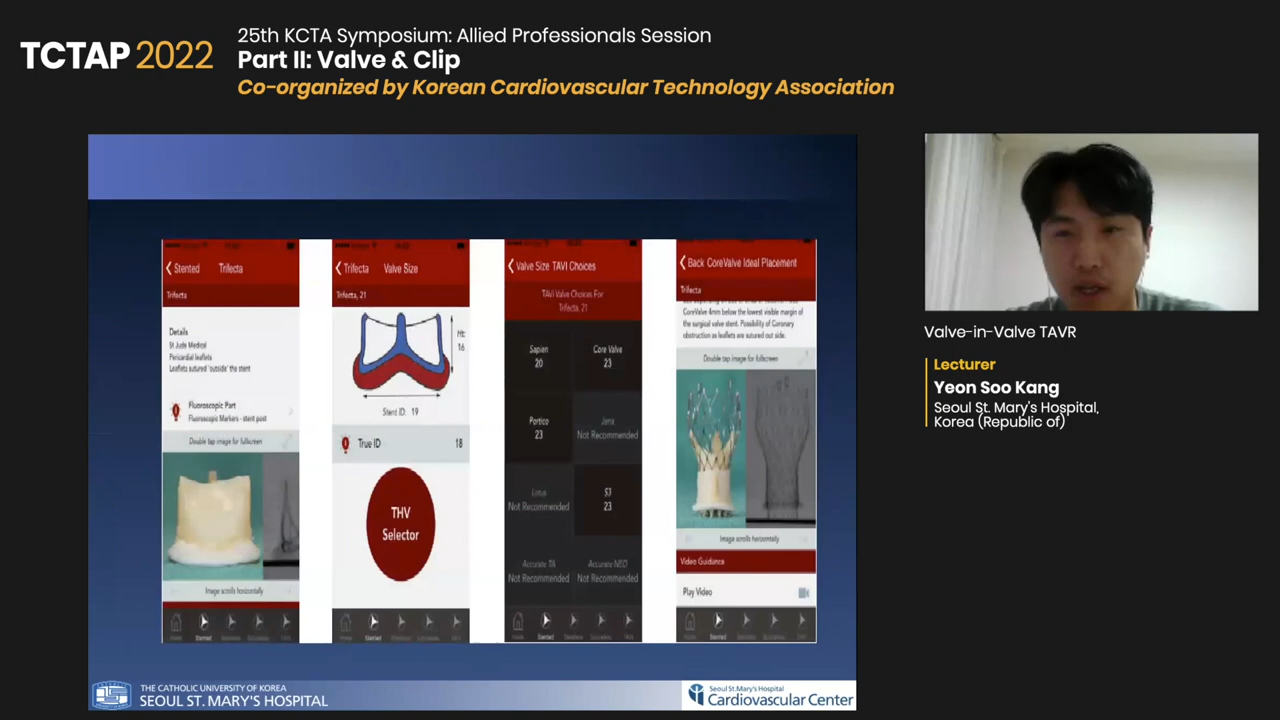 TCTAP 2022
25th KCTA Symposium: Allied Professionals Session
Part II: Valve & Clip
Co-organized by Korean Cardiovascular Technology Association
Stented Trifecta
Trifecta
Details
St Jude Medical
Pericardial leaflets
Leaflets sutured 'outside' the stent
Fluoroscopic Part
Fluoroscopic Markers - stent post
Double tap image for fullscreen
Image scrolls horizontally
Stented
Trifecta Valve Size
Trifecta, 21
Ht:
16
Stent ID: 19
True ID 18
THV
Selector
Stented
Valve Size TAVI Choices
TAVI Valve Choices For
Trifecta, 21
Sapien
20
Core Valve
23
Portico
23
Jena
Not Recommended
Lotus
Not Recommended
S3
23
Accurate TA
Not Recommended
Accurate NEO
Not Recommended
Stented
Back CoreValve Ideal Placement
Trifecta
CoreValve 4mm below the lowest visible margin
of the surgical valve stent. Possibility of Coronary
obstruction as leaflets are sutured out side.
Double tap image for fullscreen
Image scrolls horizontally
Video Guidance
Play Video
Stented
THE CATHOLIC UNIVERSITY OF KOREA
SEOUL ST. MARY'S HOSPITAL
Seoul St.Mary's Hospital
Cardiovascular Center
Valve-in-Valve TAVR
Lecturer
Yeon Soo Kang
Seoul St. Mary's Hospital,
Korea (Republic of)